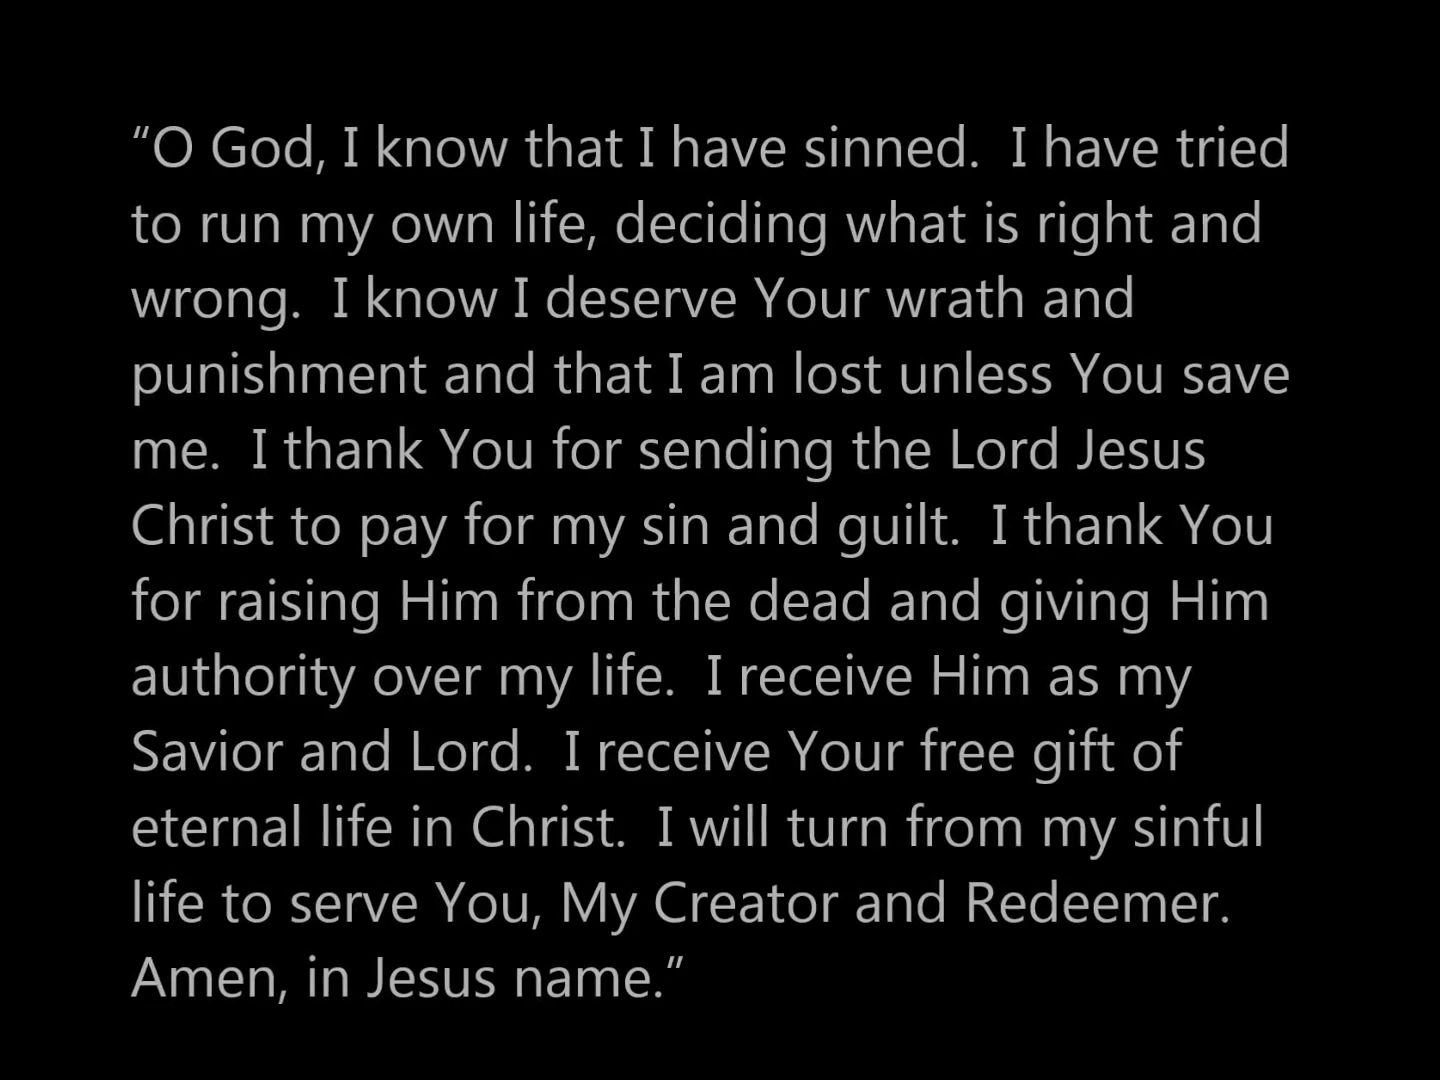 “O God, I know that I have sinned.  I have tried
to run my own life, deciding what is right and
wrong.  I know I deserve Your wrath and
punishment and that I am lost unless You save
me.  I thank You for sending the Lord Jesus
Christ to pay for my sin and guilt.  I thank You
for raising Him from the dead and giving Him
authority over my life.  I receive Him as my
Savior and Lord.  I receive Your free gift of
eternal life in Christ.  I will turn from my sinful
life to serve You, My Creator and Redeemer.
Amen, in Jesus name.”